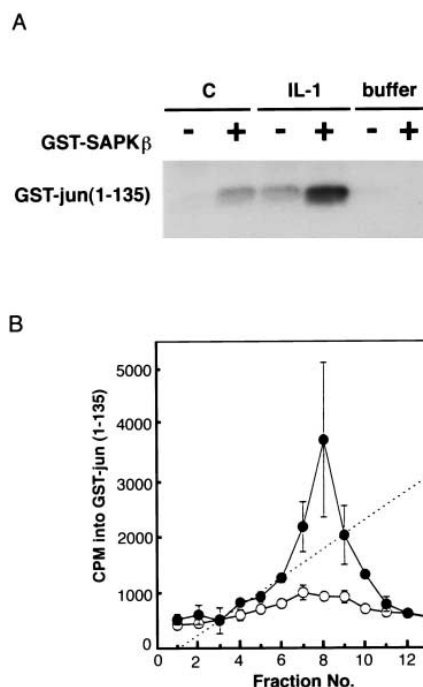 A
C IL-1 buffer
GST-SAPKβ - + - + - +
GST-jun(1-135)
B
CPM into GST-jun (1-135)
5000
4000
3000
2000
1000
0
0 2 4 6 8 10 12
Fraction No.